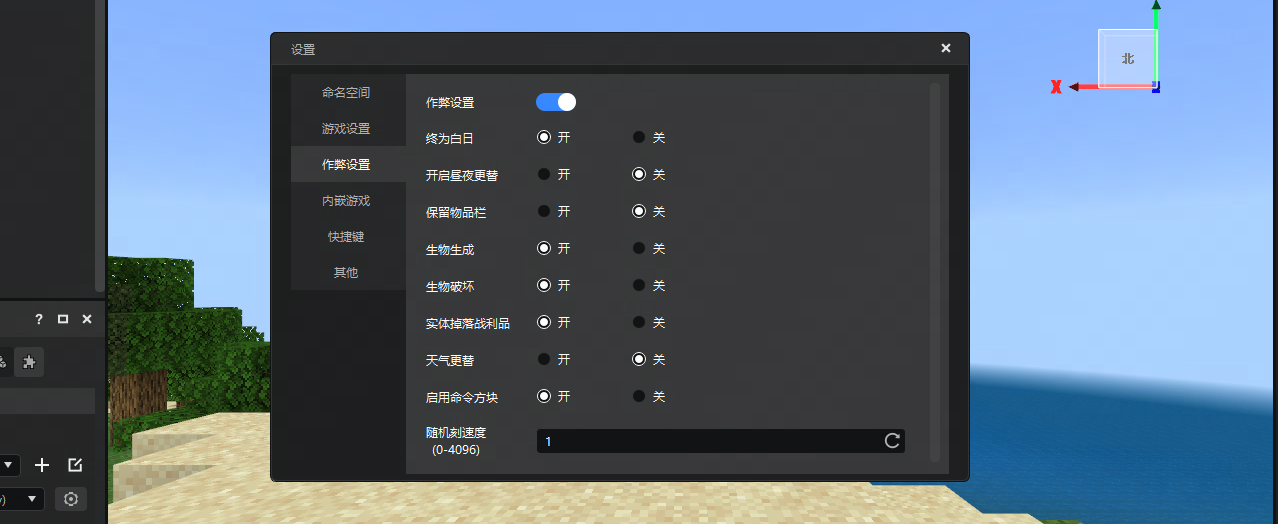 设置
北
X
命名空间
游戏设置
作弊设置
内嵌游戏
快捷键
其他
作弊设置
终为白日 开 关
开启昼夜更替 开 关
保留物品栏 开 关
生物生成 开 关
生物破坏 开 关
实体掉落战利品 开 关
天气更替 开 关
启用命令方块 开 关
随机刻速度
(0-4096)
1
?